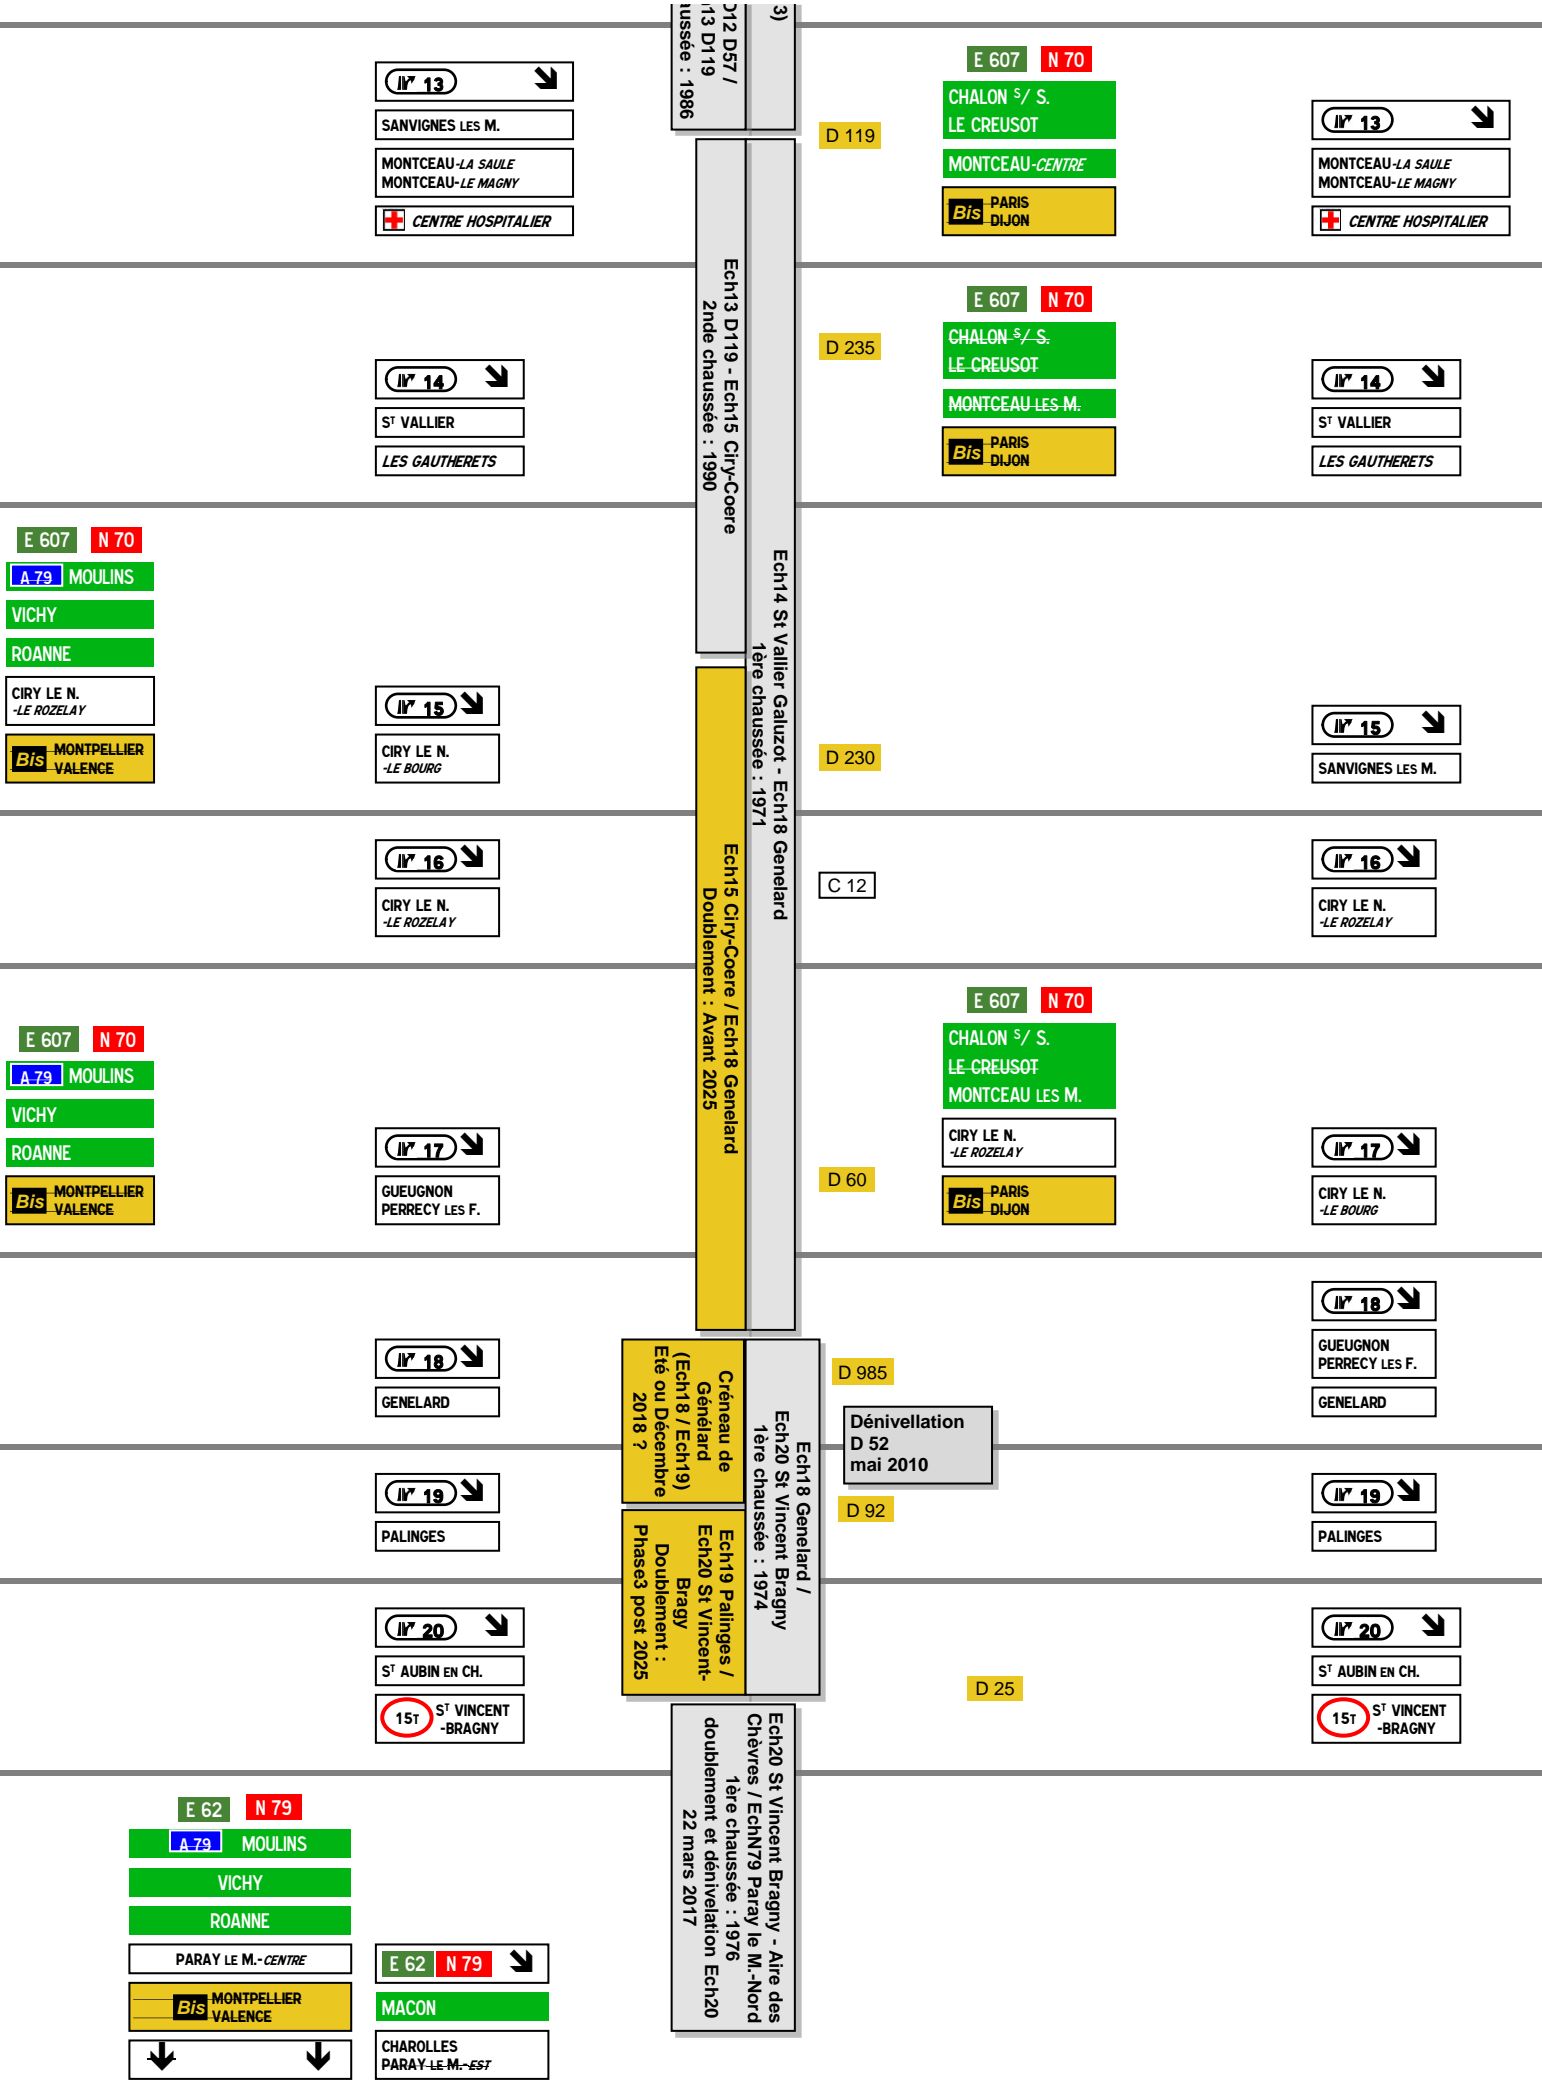 3)
D12 D57 /
h13 D119
aussée : 1986
13
SANVIGNES LES M.
MONTCEAU-LA SAULE
MONTCEAU-LE MAGNY
CENTRE HOSPITALIER
D 119
E 607 N 70
CHALON S/ S.
LE CREUSOT
MONTCEAU-CENTRE
Bis PARIS
DIJON
13
MONTCEAU-LA SAULE
MONTCEAU-LE MAGNY
CENTRE HOSPITALIER
Ech13 D119 - Ech15 Ciry-Coere
2nde chaussée : 1990
Ech14 St Vallier Galuzot - Ech18 Genelard
1ère chaussée : 1971
14
ST VALLIER
LES GAUTHERETS
D 235
E 607 N 70
CHALON S/ S.
LE CREUSOT
MONTCEAU LES M.
Bis PARIS
DIJON
14
ST VALLIER
LES GAUTHERETS
E 607 N 70
A 79 MOULINS
VICHY
ROANNE
CIRY LE N.
-LE ROZELAY
Bis MONTPELLIER
VALENCE
15
CIRY LE N.
-LE BOURG
D 230
15
SANVIGNES LES M.
Ech15 Ciry-Coere / Ech18 Genelard
Doublement : Avant 2025
16
CIRY LE N.
-LE ROZELAY
C 12
16
CIRY LE N.
-LE ROZELAY
E 607 N 70
A 79 MOULINS
VICHY
ROANNE
Bis MONTPELLIER
VALENCE
17
GUEUGNON
PERRECY LES F.
D 60
E 607 N 70
CHALON S/ S.
LE CREUSOT
MONTCEAU LES M.
CIRY LE N.
-LE ROZELAY
Bis PARIS
DIJON
17
CIRY LE N.
-LE BOURG
18
GENELARD
Créneau de
Génélard
(Ech18 / Ech19)
Eté ou Décembre
2018 ?
Ech18 Genelard /
Ech20 St Vincent Bragny
1ère chaussée : 1974
D 985
Dénivellation
D 52
mai 2010
18
GUEUGNON
PERRECY LES F.
GENELARD
19
PALINGES
D 92
19
PALINGES
Ech19 Palinges /
Ech20 St Vincent-
Bragy
Doublement :
Phase3 post 2025
20
ST AUBIN EN CH.
15T ST VINCENT
-BRAGNY
D 25
20
ST AUBIN EN CH.
15T ST VINCENT
-BRAGNY
Ech20 St Vincent Bragny - Aire des
Chèvres / EchN79 Paray le M.-Nord
1ère chaussée : 1976
doublement et dénivelation Ech20
22 mars 2017
E 62 N 79
A 79 MOULINS
VICHY
ROANNE
PARAY LE M.-CENTRE
Bis MONTPELLIER
VALENCE
E 62 N 79
MACON
CHAROLLES
PARAY LE M.-EST